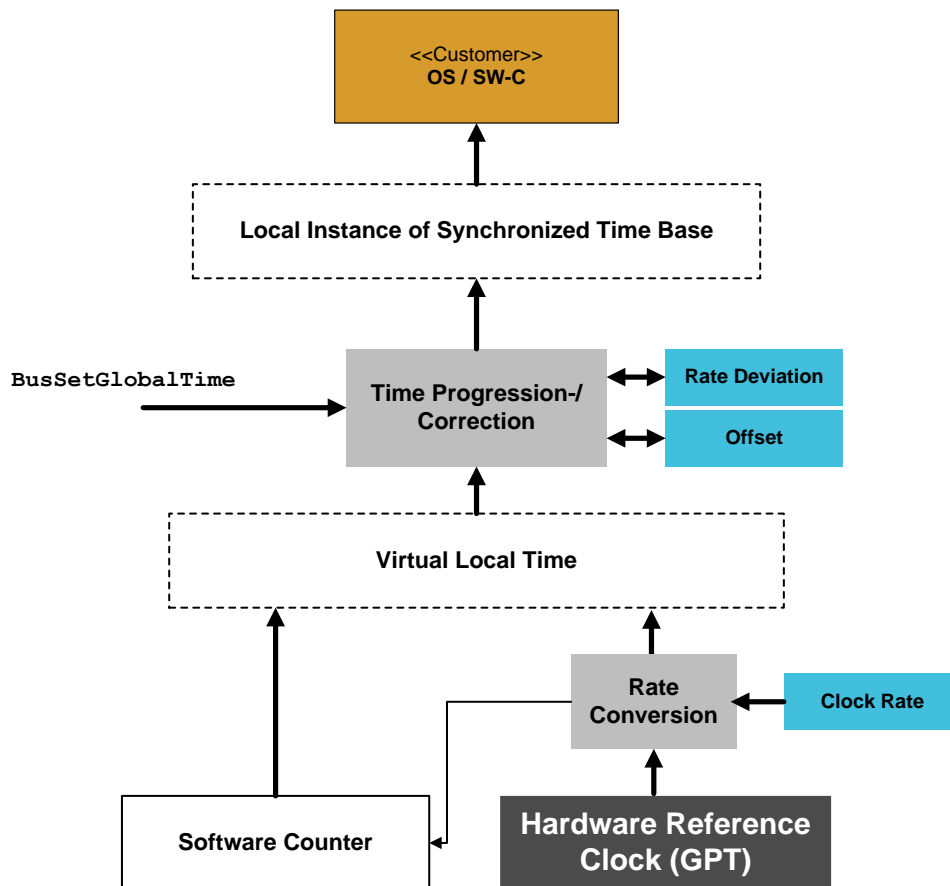 <<Customer>>
OS / SW-C
Local Instance of Synchronized Time Base
BusSetGlobalTime
Time Progression-/
Correction
Rate Deviation
Offset
Virtual Local Time
Rate
Conversion
Clock Rate
Software Counter
Hardware Reference
Clock (GPT)